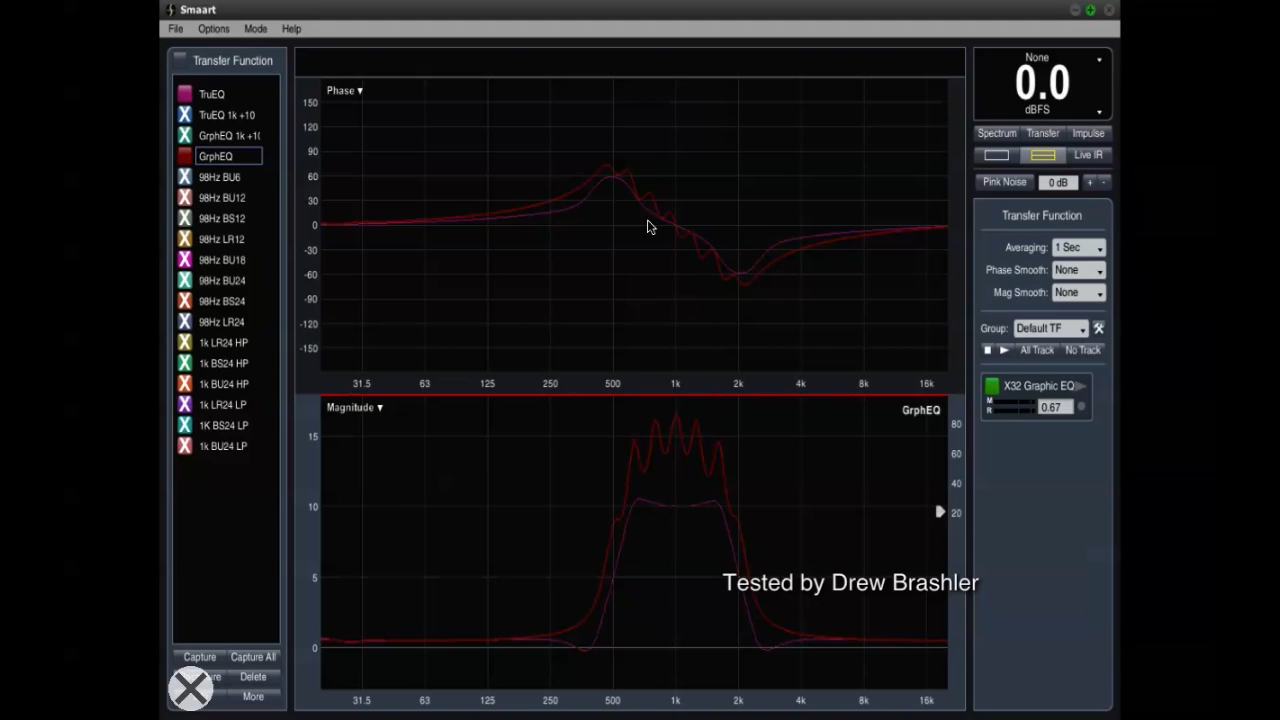 Smaart
File Options Mode Help
Transfer Function
TruEQ
TruEQ 1k +10
GrphEQ 1k +1(
GrphEQ
98Hz BU6
98Hz BU12
98Hz BS12
98Hz LR12
98Hz BU18
98Hz BU24
98Hz BS24
98Hz LR24
1k LR24 HP
1k BS24 HP
1k BU24 HP
1k LR24 LP
1K BS24 LP
1k BU24 LP
Capture Capture All
Delete
More
Phase ▾
150
120
90
60
30
0
-30
-60
-90
-120
-150
31.5 63 125 250 500 1k 2k 4k 8k 16k
Magnitude ▾
GrphEQ
15
10
5
0
80
60
40
20
31.5 63 125 250 500 1k 2k 4k 8k 16k
Tested by Drew Brashler
None
0.0
dBFS
Spectrum Transfer Impulse
Live IR
Pink Noise 0 dB + -
Transfer Function
Averaging: 1 Sec
Phase Smooth: None
Mag Smooth: None
Group: Default TF
All Track No Track
X32 Graphic EQ
M
R
0.67